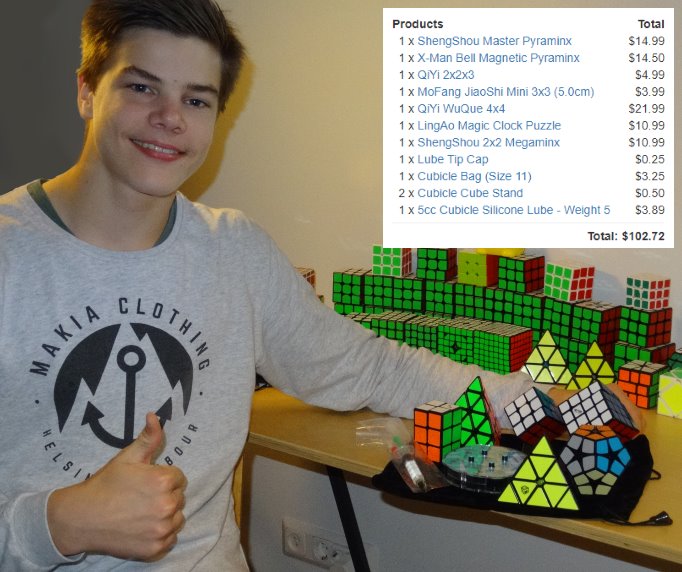 Products Total
1 x ShengShou Master Pyraminx $14.99
1 x X-Man Bell Magnetic Pyraminx $14.50
1 x QiYi 2x2x3 $4.99
1 x MoFang JiaoShi Mini 3x3 (5.0cm) $3.99
1 x QiYi WuQue 4x4 $21.99
1 x LingAo Magic Clock Puzzle $10.99
1 x ShengShou 2x2 Megaminx $10.99
1 x Lube Tip Cap $0.25
1 x Cubicle Bag (Size 11) $3.25
2 x Cubicle Cube Stand $0.50
1 x 5cc Cubicle Silicone Lube - Weight 5 $3.89
Total: $102.72
MAKIA CLOTHING